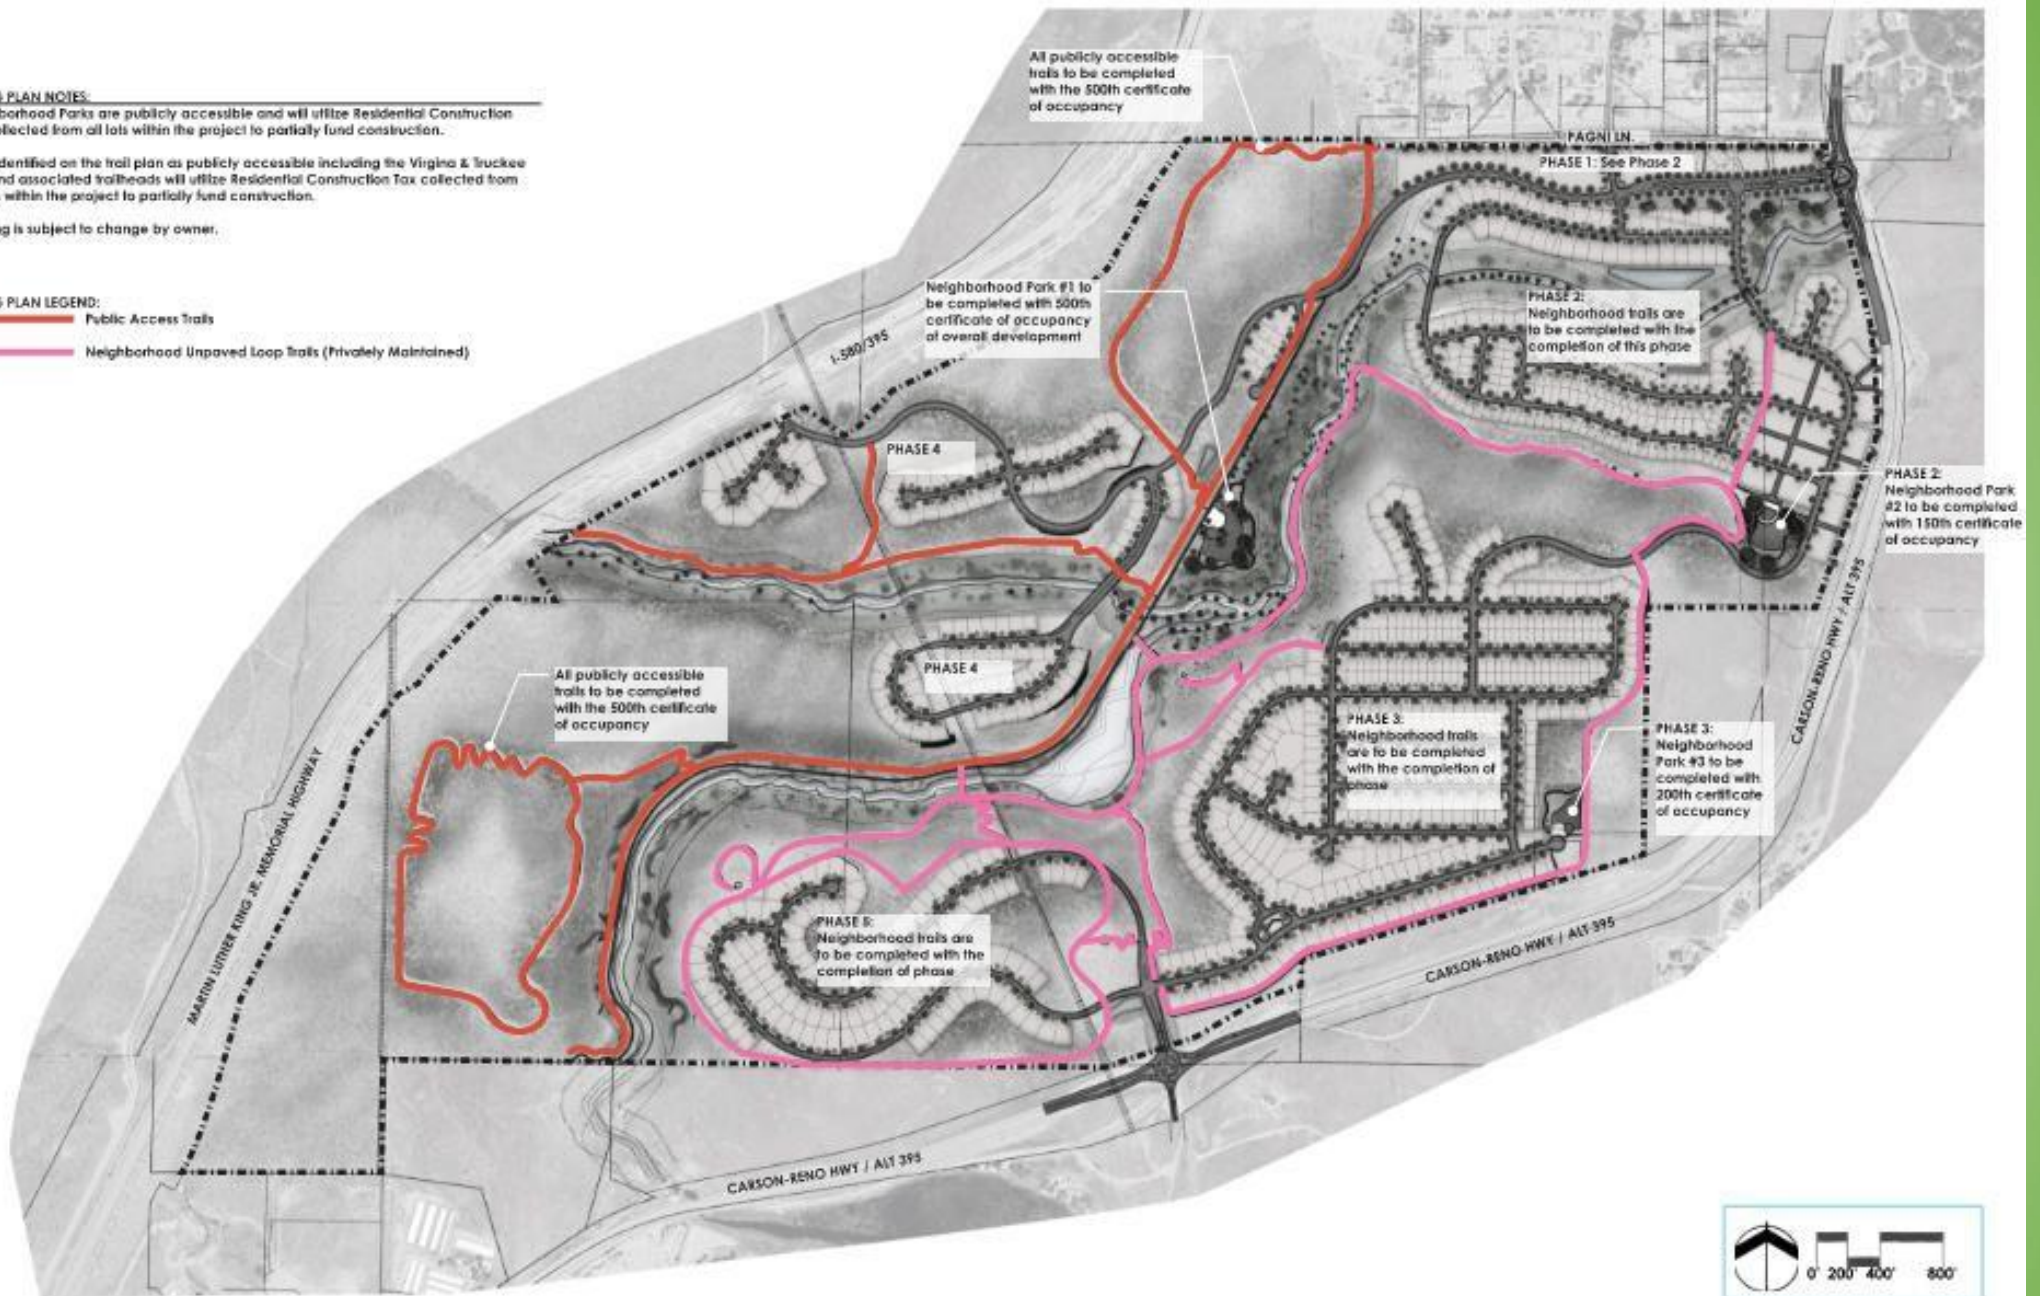 G PLAN NOTES:
borhood Parks are publicly accessible and will utilize Residential Construction
ollected from all lots within the project to partially fund construction.
dentified on the trail plan as publicly accessible including the Virgina & Truckee
nd associated trailheads will utilize Residential Construction Tax collected from
within the project to partially fund construction.
g is subject to change by owner.
G PLAN LEGEND:
Public Access Trails
Neighborhood Unpaved Loop Trails (Privately Maintained)
All publicly accessible
trails to be completed
with the 500th certificate
of occupancy
PAGNI LN.
PHASE 1: See Phase 2
Neighborhood Park #1 to
be completed with 500th
certificate of occupancy
of overall development
I-580/395
PHASE 2:
Neighborhood trails are
to be completed with the
completion of this phase
PHASE 4
PHASE 2:
Neighborhood Park
#2 to be completed
with 150th certificate
of occupancy
CARSON-RENO HWY / ALT 395
PHASE 4
All publicly accessible
trails to be completed
with the 500th certificate
of occupancy
PHASE 3:
Neighborhood trails
are to be completed
with the completion of
phase
PHASE 3:
Neighborhood
Park #3 to be
completed with
200th certificate
of occupancy
MARTIN LUTHER KING JR. MEMORIAL HIGHWAY
PHASE 5:
Neighborhood trails are
to be completed with the
completion of phase
CARSON-RENO HWY / ALT 395
CARSON-RENO HWY / ALT 395
0' 200' 400' 800'